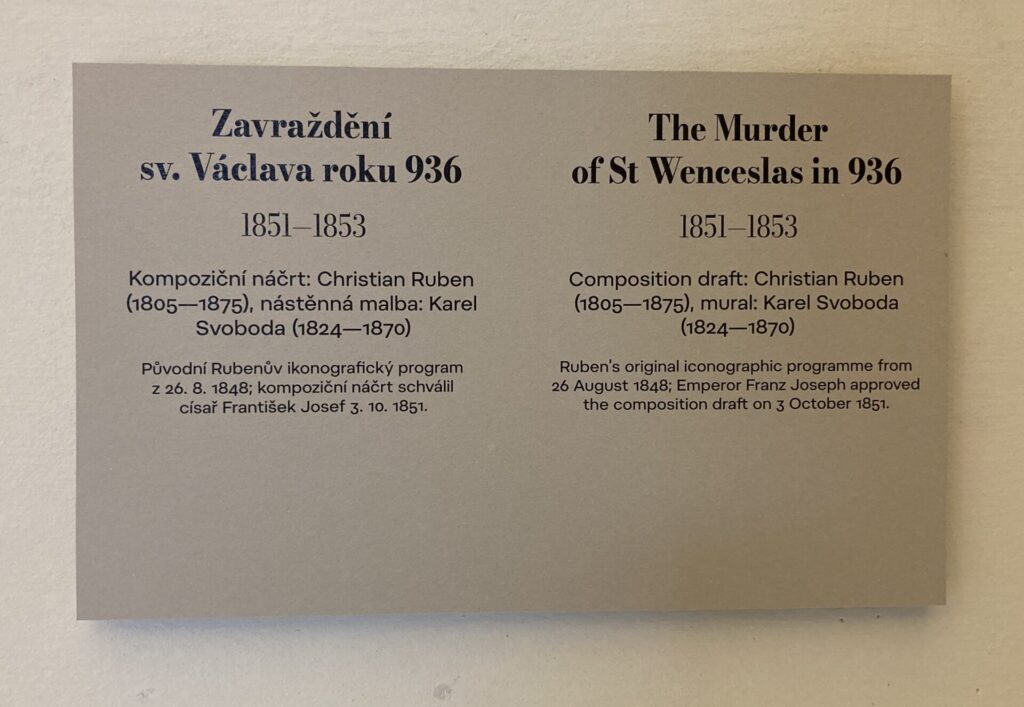 Zavraždění
sv. Václava roku 936
1851—1853
Kompoziční náčrt: Christian Ruben
(1805—1875), nástěnná malba: Karel
Svoboda (1824—1870)
Původní Rubenův ikonografický program
z 26. 8. 1848; kompoziční náčrt schválil
císař František Josef 3. 10. 1851.
The Murder
of St Wenceslas in 936
1851—1853
Composition draft: Christian Ruben
(1805—1875), mural: Karel Svoboda
(1824—1870)
Ruben's original iconographic programme from
26 August 1848; Emperor Franz Joseph approved
the composition draft on 3 October 1851.